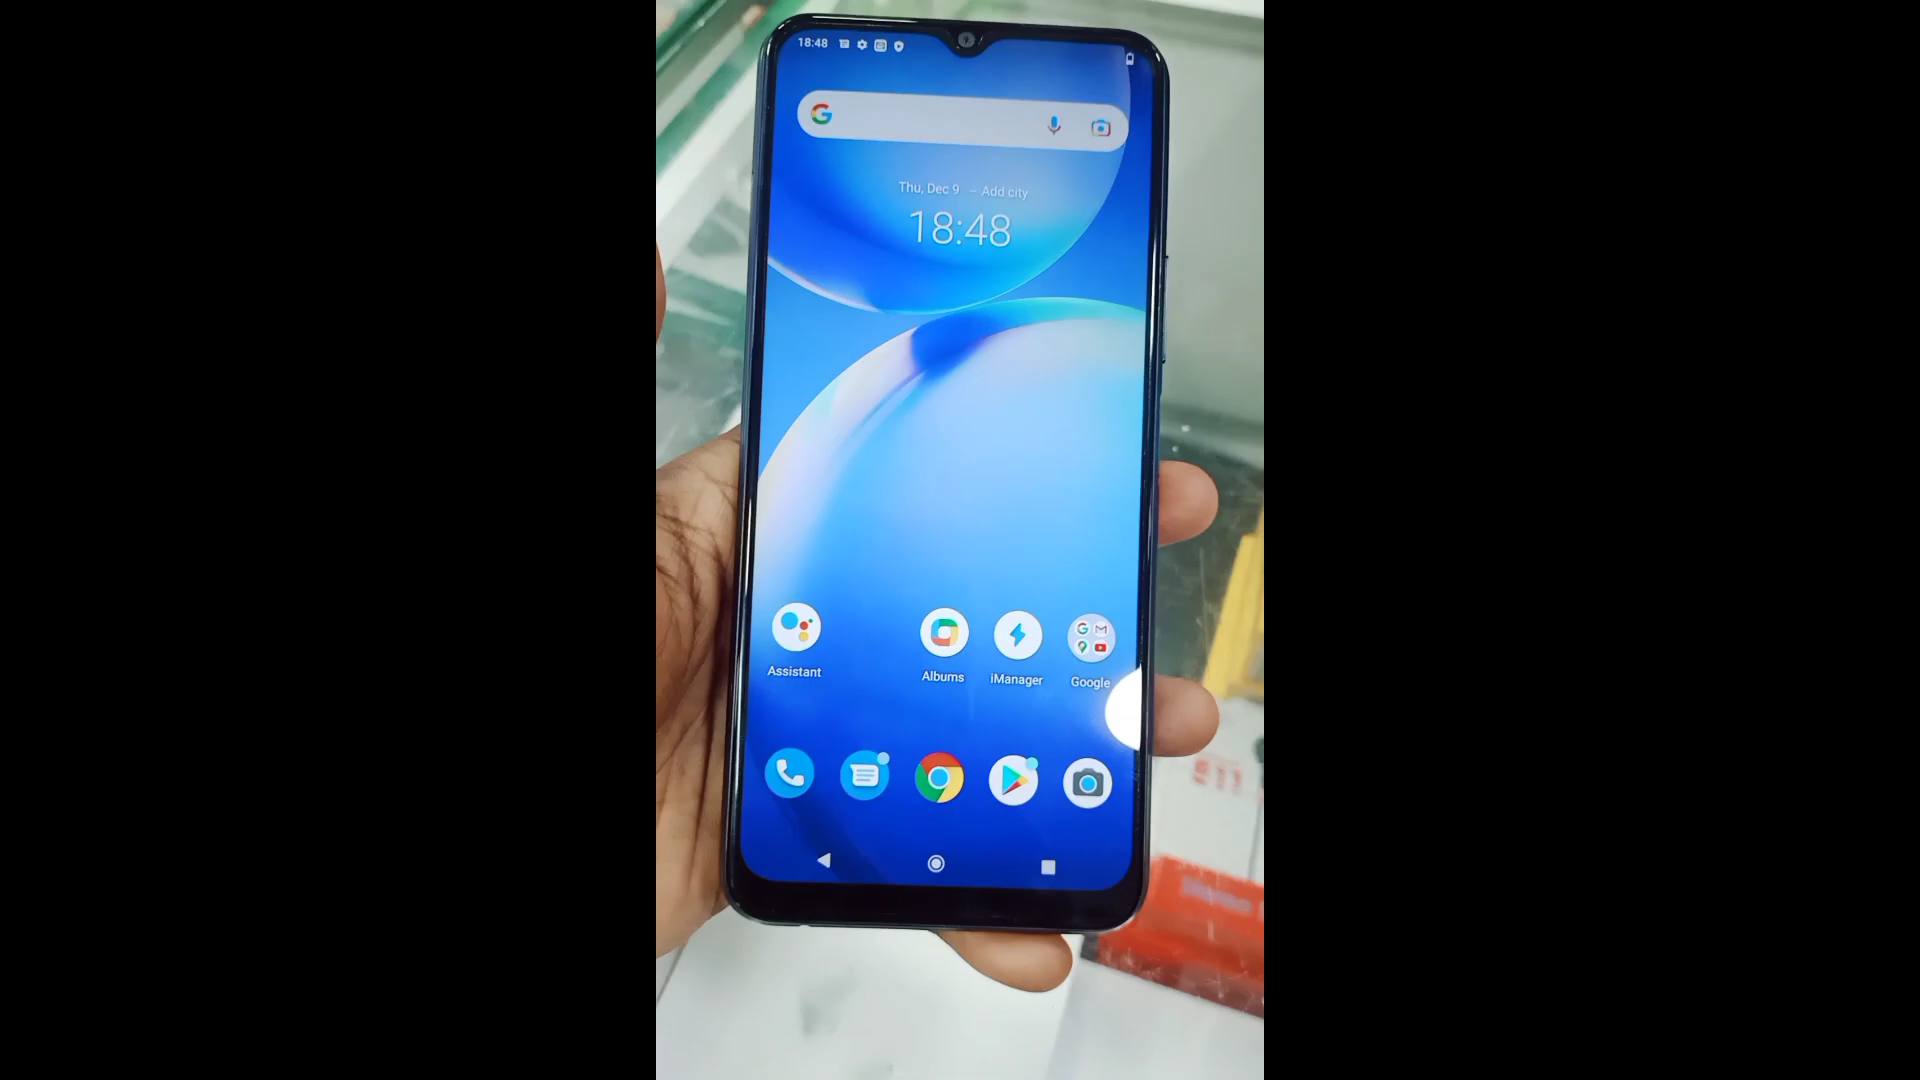 18:48
Thu, Dec 9 – Add city
18:48
Assistant
Albums
iManager
Google